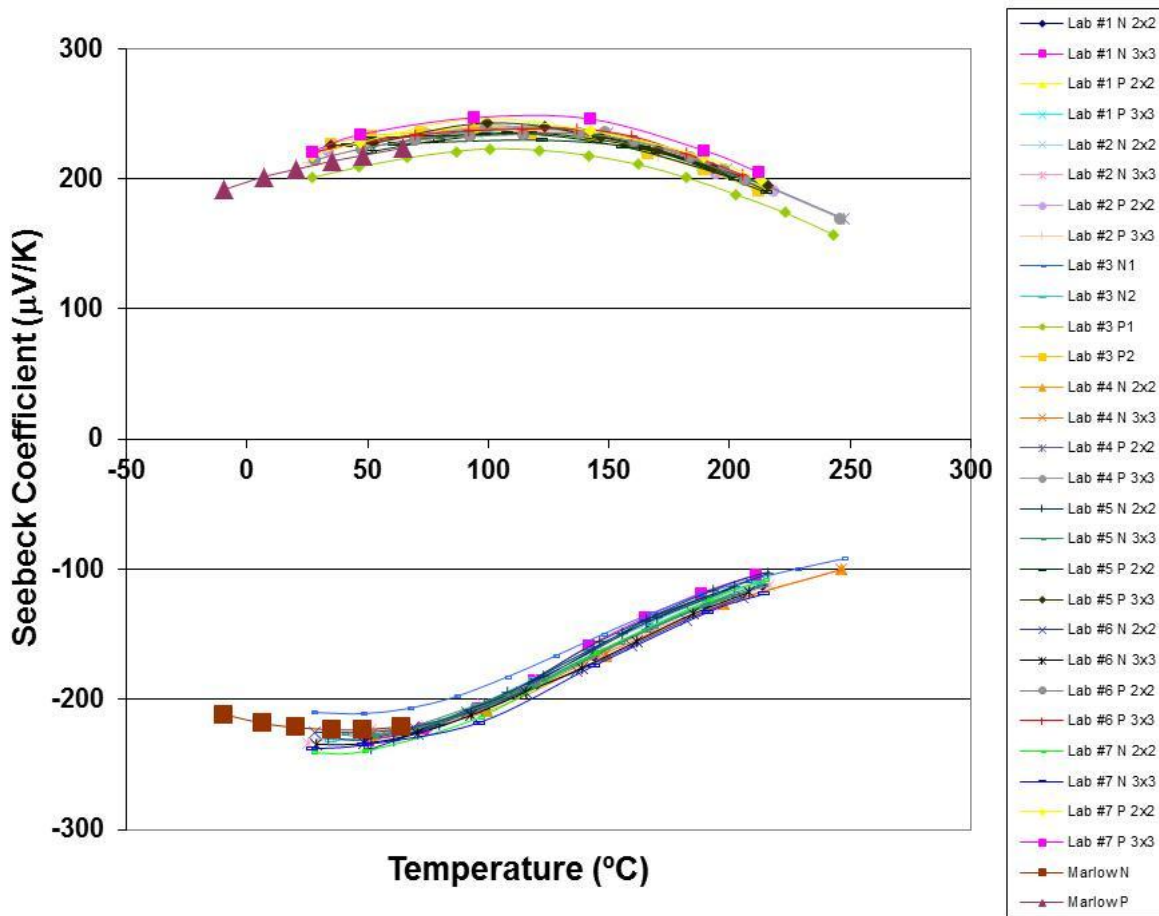 300
200
100
0
-50
0
50
100
150
200
250
300
-100
-200
-300
Seebeck Coefficient (µV/K)
Temperature (ºC)
Lab #1 N 2x2
Lab #1 N 3x3
Lab #1 P 2x2
Lab #1 P 3x3
Lab #2 N 2x2
Lab #2 N 3x3
Lab #2 P 2x2
Lab #2 P 3x3
Lab #3 N1
Lab #3 N2
Lab #3 P1
Lab #3 P2
Lab #4 N 2x2
Lab #4 N 3x3
Lab #4 P 2x2
Lab #4 P 3x3
Lab #5 N 2x2
Lab #5 N 3x3
Lab #5 P 2x2
Lab #5 P 3x3
Lab #6 N 2x2
Lab #6 N 3x3
Lab #6 P 2x2
Lab #6 P 3x3
Lab #7 N 2x2
Lab #7 N 3x3
Lab #7 P 2x2
Lab #7 P 3x3
Marlow N
Marlow P